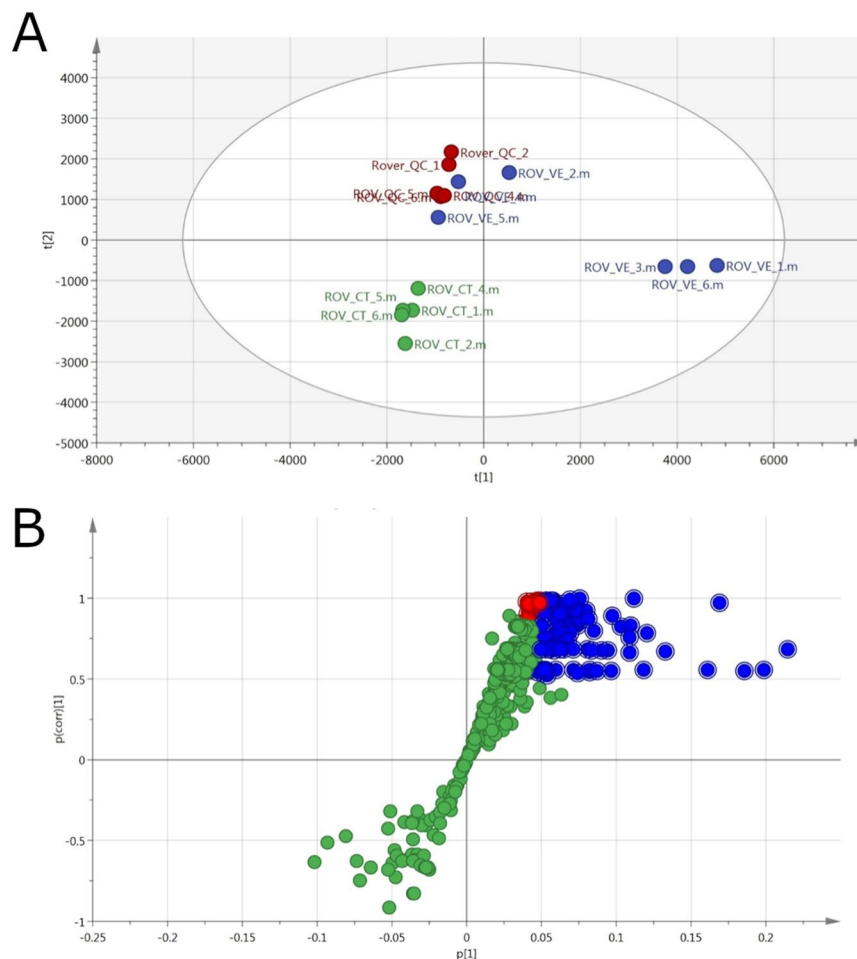 A
4000
3000
2000
1000
0
-1000
-2000
-3000
-4000
-5000
t[2]
Rover_QC_2
Rover_QC_1
ROV_VE_2.m
ROV_QC_5.m
ROV_QC_6.m
ROV_QC_4.m
ROV_VE_5.m
ROV_VE_3.m
ROV_VE_1.m
ROV_VE_6.m
ROV_CT_4.m
ROV_CT_5.m
ROV_CT_1.m
ROV_CT_6.m
ROV_CT_2.m
-8000 -6000 -4000 -2000 0 2000 4000 6000
t[1]
B
1
0.5
0
-0.5
-1
p(corr)[1]
-0.25 -0.2 -0.15 -0.1 -0.05 0 0.05 0.1 0.15 0.2
p[1]